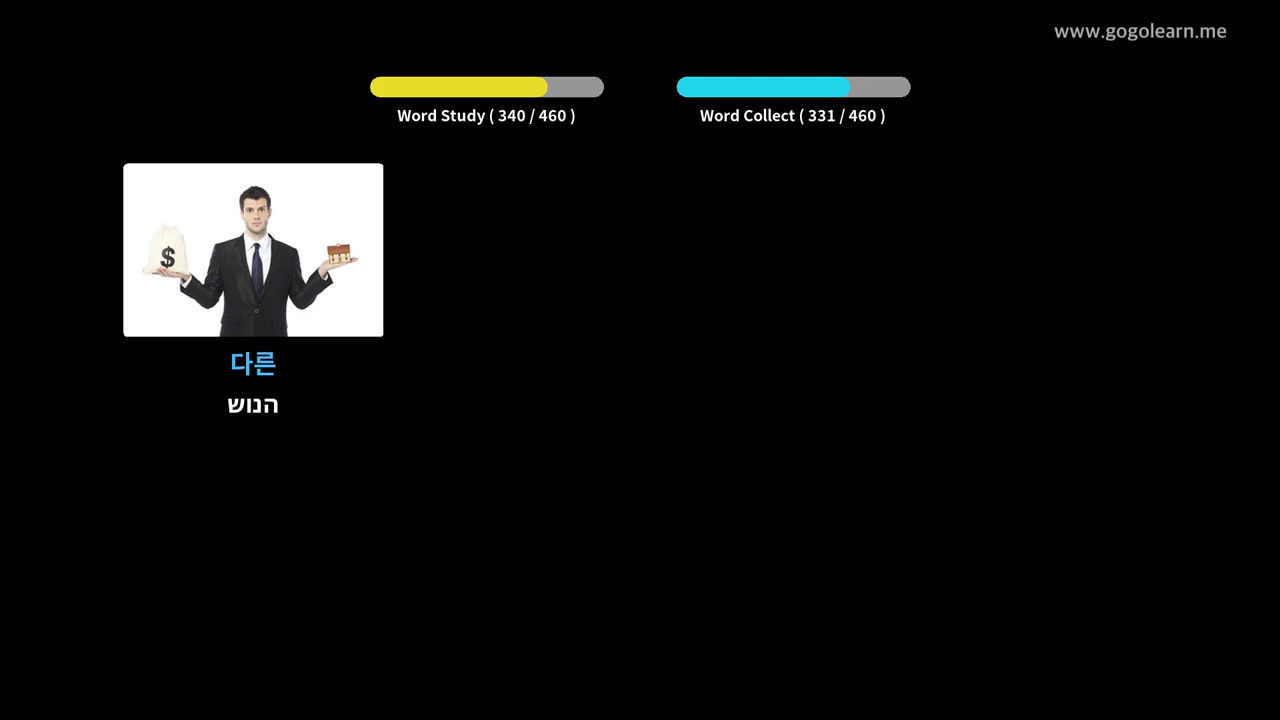 www.gogolearn.me
Word Study ( 340 / 460 )
Word Collect ( 331 / 460 )
$
다른
הנוש